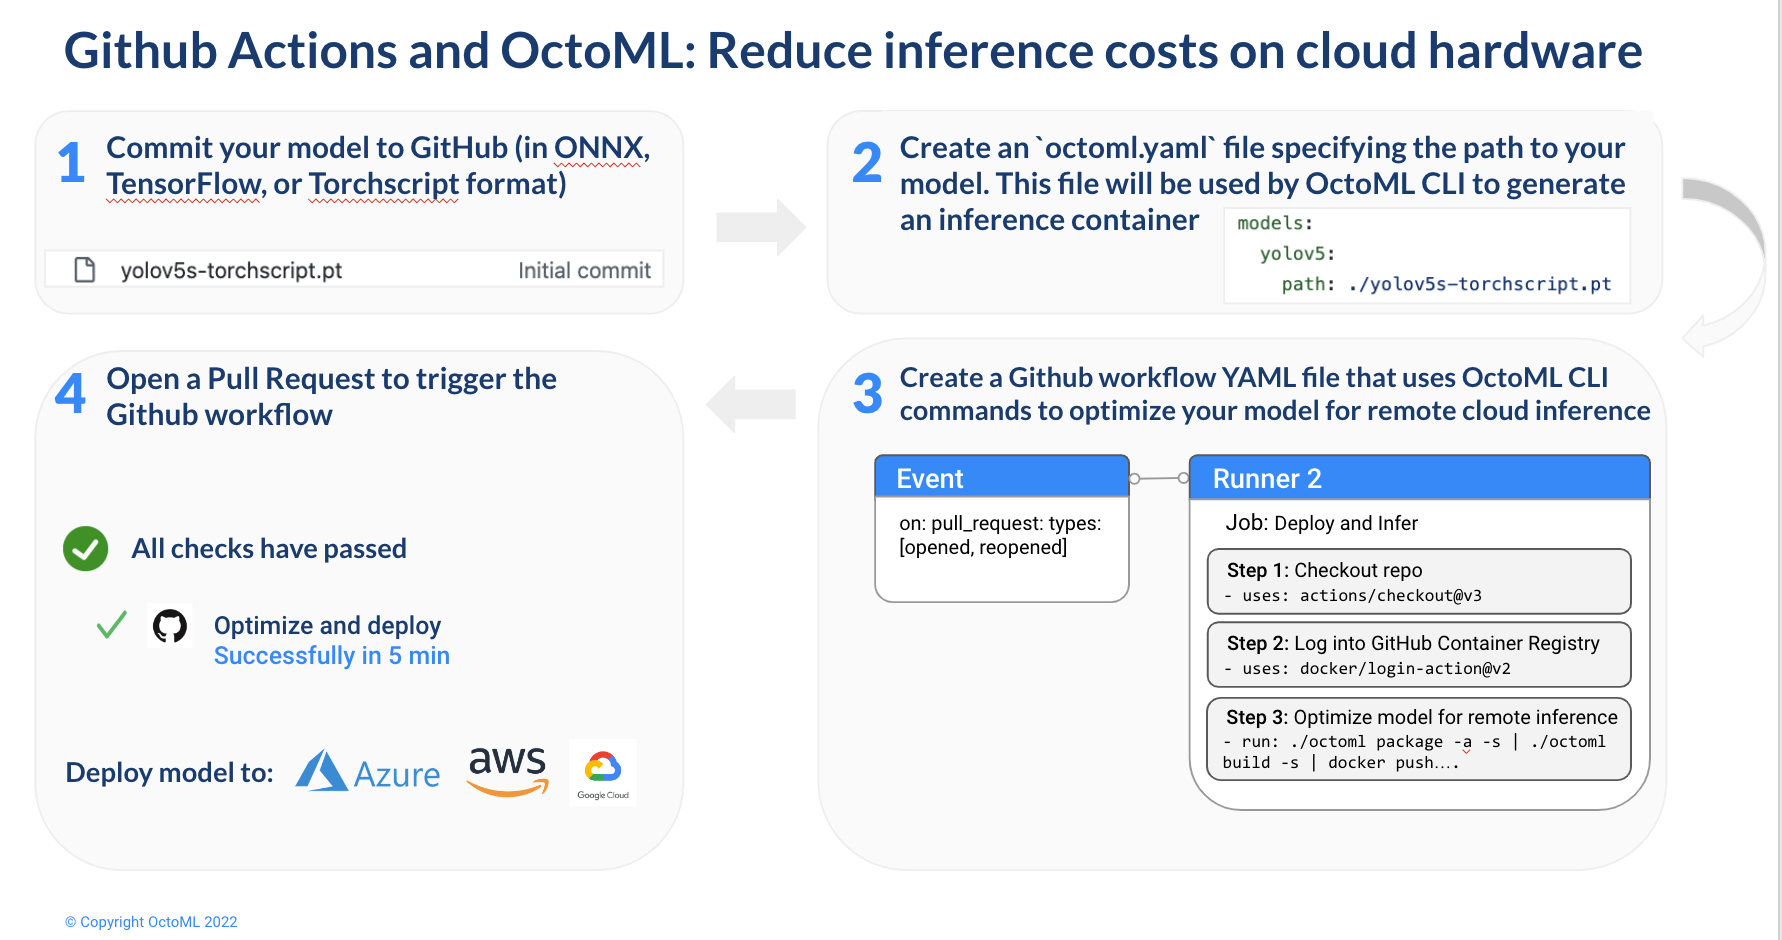 Github Actions and OctoML: Reduce inference costs on cloud hardware
1
Commit your model to GitHub (in ONNX,
TensorFlow, or Torchscript format)
yolov5s-torchscript.pt Initial commit
2
Create an `octoml.yaml` file specifying the path to your
model. This file will be used by OctoML CLI to generate
an inference container
models:
yolov5:
path: ./yolov5s-torchscript.pt
3
Create a Github workflow YAML file that uses OctoML CLI
commands to optimize your model for remote cloud inference
Event
on: pull_request: types:
[opened, reopened]
Runner 2
Job: Deploy and Infer
Step 1: Checkout repo
- uses: actions/checkout@v3
Step 2: Log into GitHub Container Registry
- uses: docker/login-action@v2
Step 3: Optimize model for remote inference
- run: ./octoml package -a -s | ./octoml
build -s | docker push....
4
Open a Pull Request to trigger the
Github workflow
All checks have passed
Optimize and deploy
Successfully in 5 min
Deploy model to: Azure aws Google Cloud
© Copyright OctoML 2022